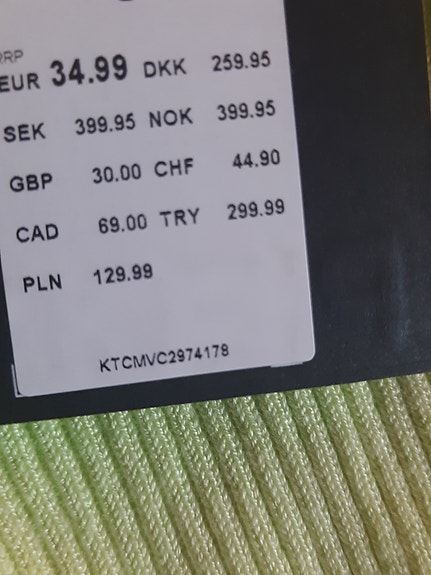 RRP
EUR 34.99 DKK 259.95
SEK 399.95 NOK 399.95
GBP 30.00 CHF 44.90
CAD 69.00 TRY 299.99
PLN 129.99
KTCMVC2974178